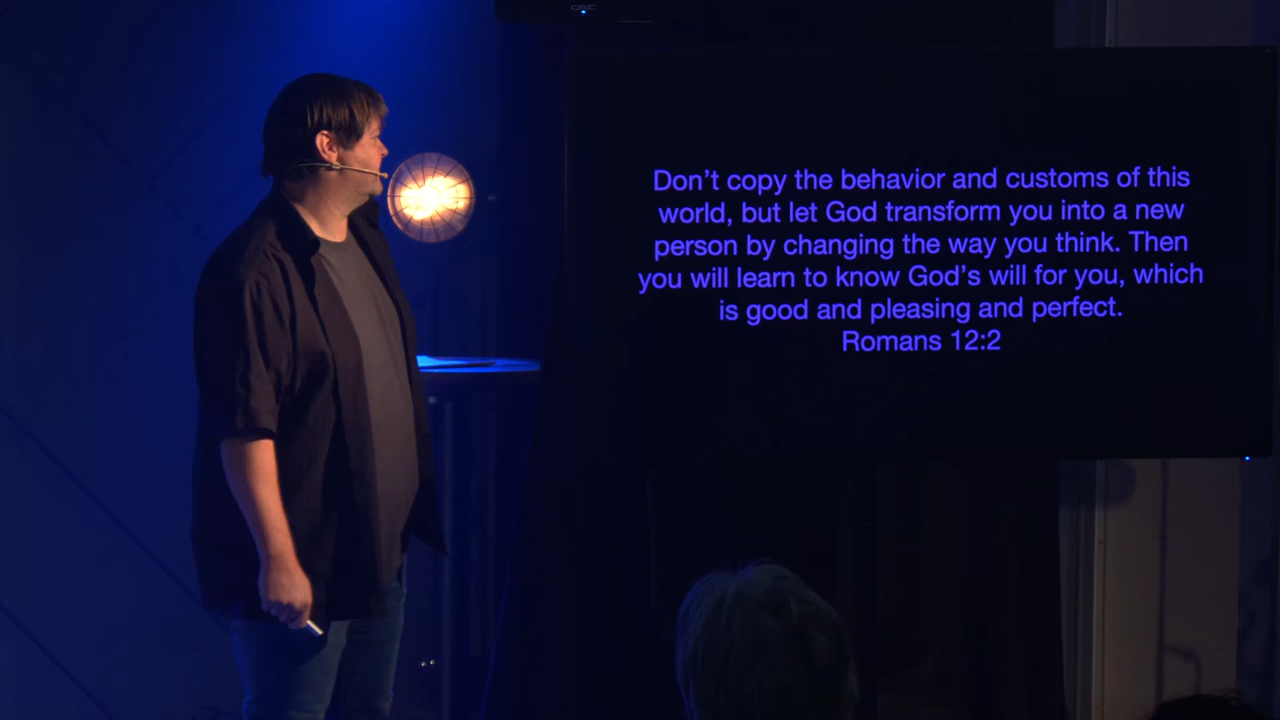 Don't copy the behavior and customs of this
world, but let God transform you into a new
person by changing the way you think. Then
you will learn to know God's will for you, which
is good and pleasing and perfect.
Romans 12:2